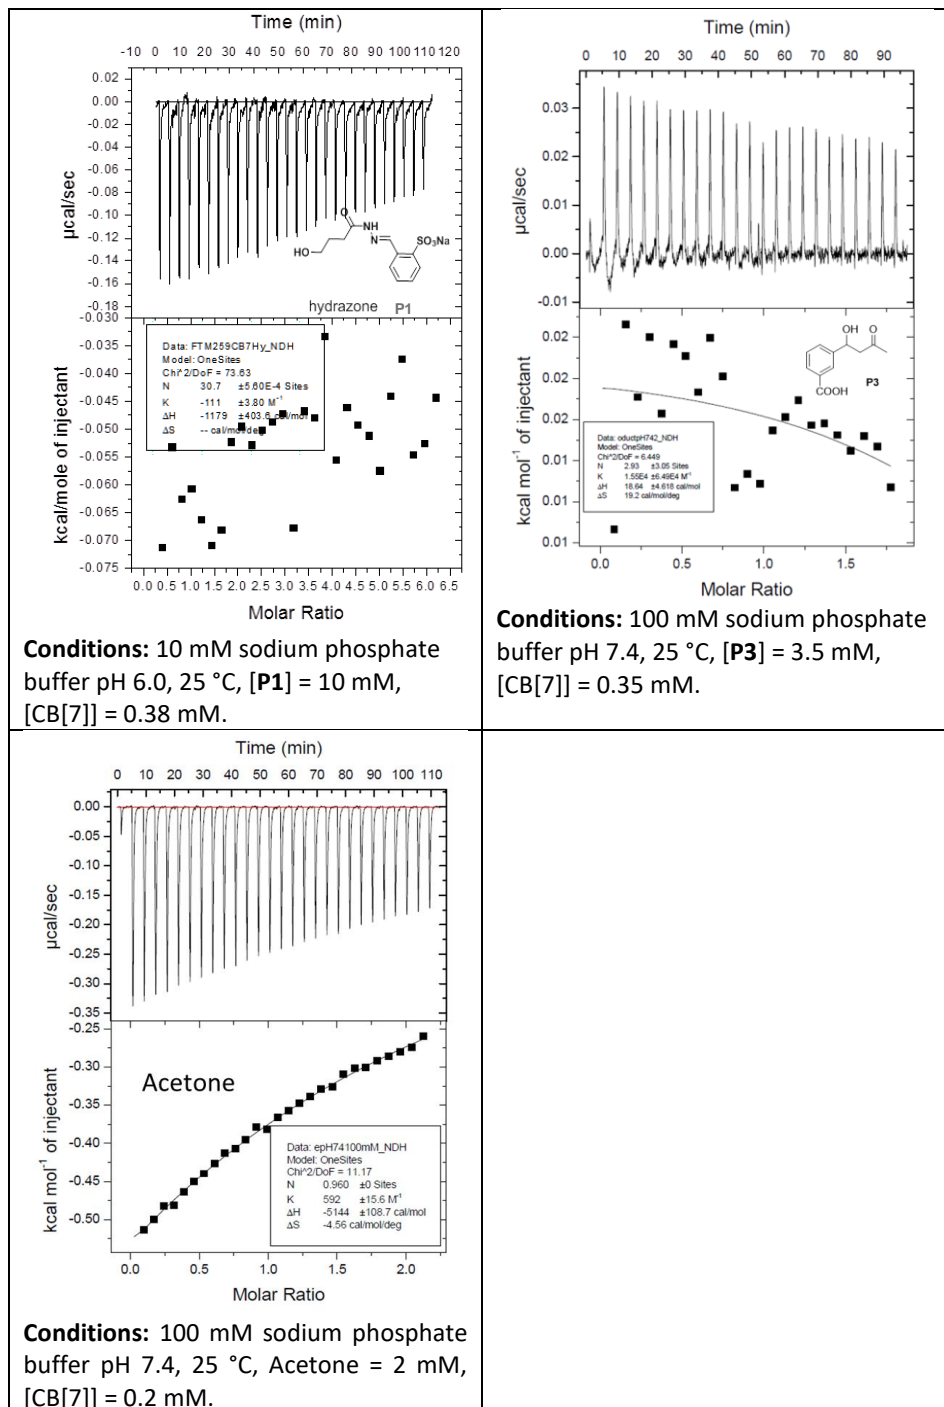 Time (min)
-10 0 10 20 30 40 50 60 70 80 90 100 110 120
0.02
0.00
-0.02
-0.04
-0.06
-0.08
-0.10
-0.12
-0.14
-0.16
-0.18
µcal/sec
O
NH
N
HO
SO₃Na
hydrazone P1
-0.030
-0.035
-0.040
-0.045
-0.050
-0.055
-0.060
-0.065
-0.070
-0.075
kcal/mole of injectant
Data: FTM259CB7Hy_NDH
Model: OneSites
Chi^2/DoF = 73.63
N 30.7 ±5.60E-4 Sites
K -111 ±3.80 M⁻¹
ΔH -1179 ±403.6 cal/mol
ΔS -- cal/mol/deg
0.0 0.5 1.0 1.5 2.0 2.5 3.0 3.5 4.0 4.5 5.0 5.5 6.0 6.5
Molar Ratio
Conditions: 10 mM sodium phosphate
buffer pH 6.0, 25 °C, [P1] = 10 mM,
[CB[7]] = 0.38 mM.
Time (min)
0 10 20 30 40 50 60 70 80 90
0.03
0.02
0.01
0.00
-0.01
µcal/sec
0.02
0.02
0.01
0.01
0.01
kcal mol⁻¹ of injectant
OH
O
COOH
P3
Data: oductpH742_NDH
Model: OneSites
Chi^2/DoF = 6.449
N 2.93 ±3.05 Sites
K 1.55E4 ±6.49E4 M⁻¹
ΔH 18.64 ±4.618 cal/mol
ΔS 19.2 cal/mol/deg
0.0 0.5 1.0 1.5
Molar Ratio
Conditions: 100 mM sodium phosphate
buffer pH 7.4, 25 °C, [P3] = 3.5 mM,
[CB[7]] = 0.35 mM.
Time (min)
0 10 20 30 40 50 60 70 80 90 100 110
0.00
-0.05
-0.10
-0.15
-0.20
-0.25
-0.30
-0.35
µcal/sec
-0.25
-0.30
-0.35
-0.40
-0.45
-0.50
kcal mol⁻¹ of injectant
Acetone
Data: epH74100mM_NDH
Model: OneSites
Chi^2/DoF = 11.17
N 0.960 ±0 Sites
K 592 ±15.6 M⁻¹
ΔH -5144 ±108.7 cal/mol
ΔS -4.56 cal/mol/deg
0.0 0.5 1.0 1.5 2.0
Molar Ratio
Conditions: 100 mM sodium phosphate
buffer pH 7.4, 25 °C, Acetone = 2 mM,
[CB[7]] = 0.2 mM.